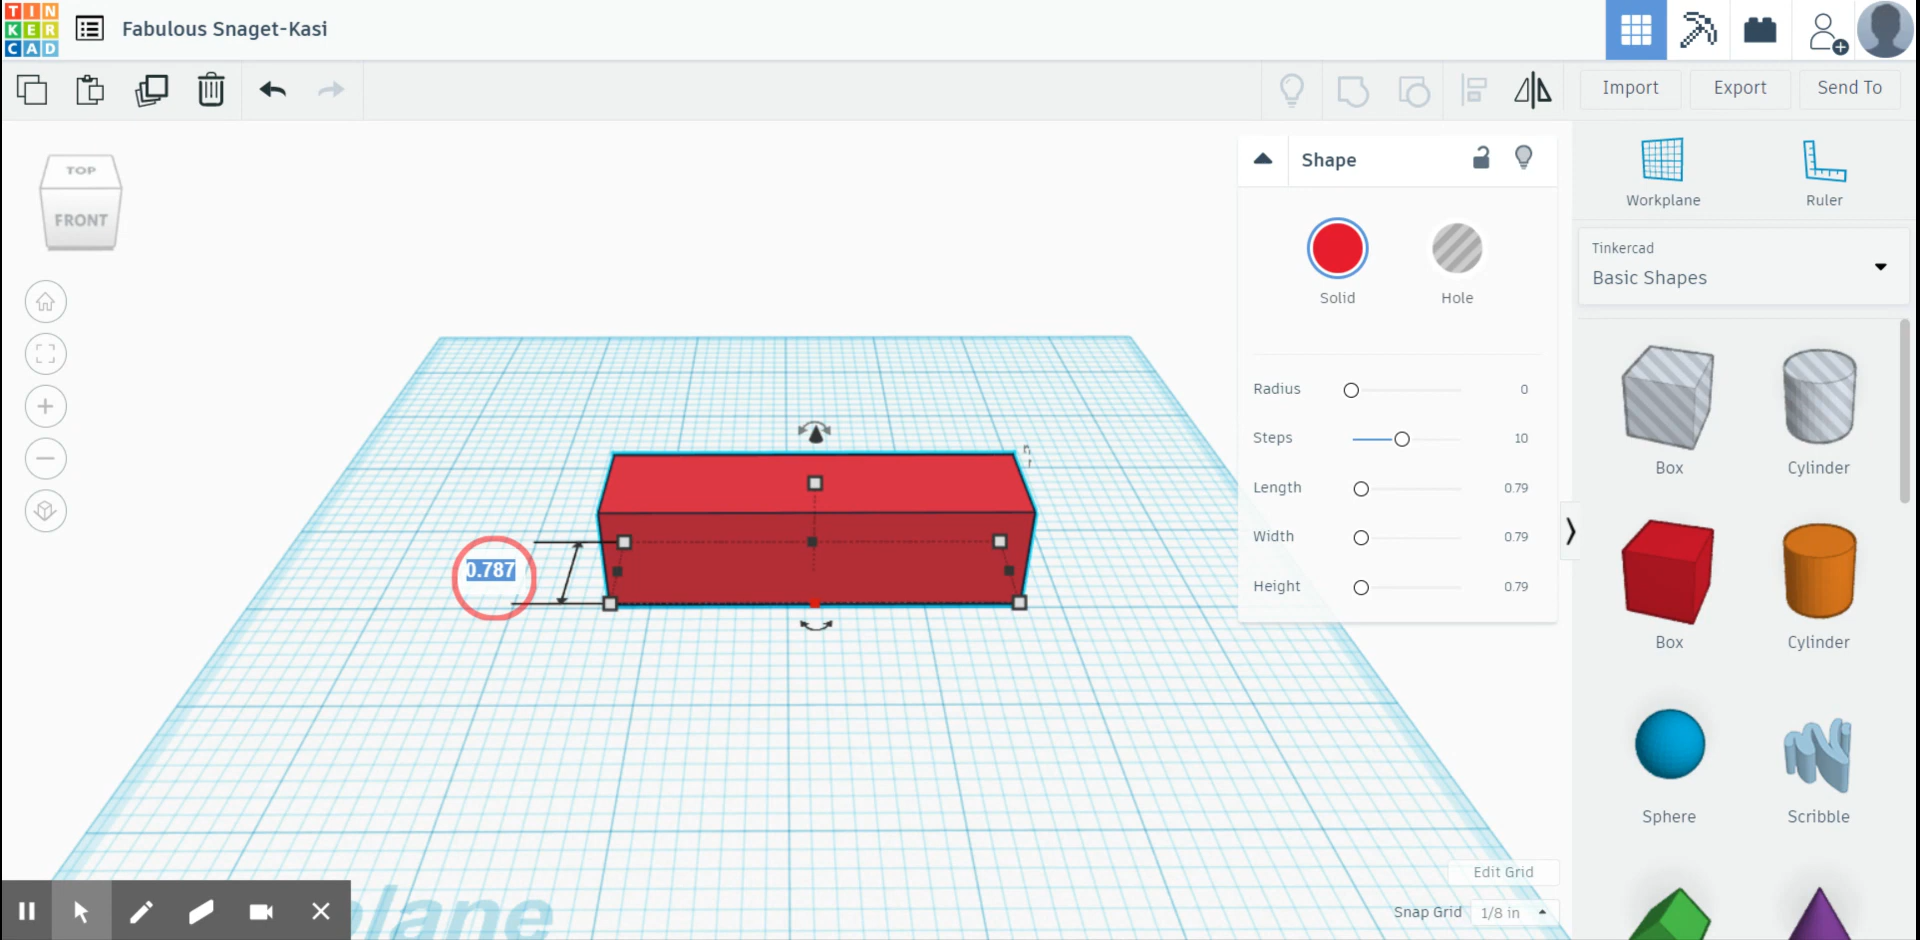 TIN
KER
CAD
Fabulous Snaget-Kasi
Import
Export
Send To
TOP
FRONT
Shape
Solid
Hole
Radius 0
Steps 10
Length 0.79
Width 0.79
Height 0.79
0.787
Workplane
Ruler
Tinkercad
Basic Shapes
Box
Cylinder
Box
Cylinder
Sphere
Scribble
Edit Grid
Snap Grid 1/8 in
plane